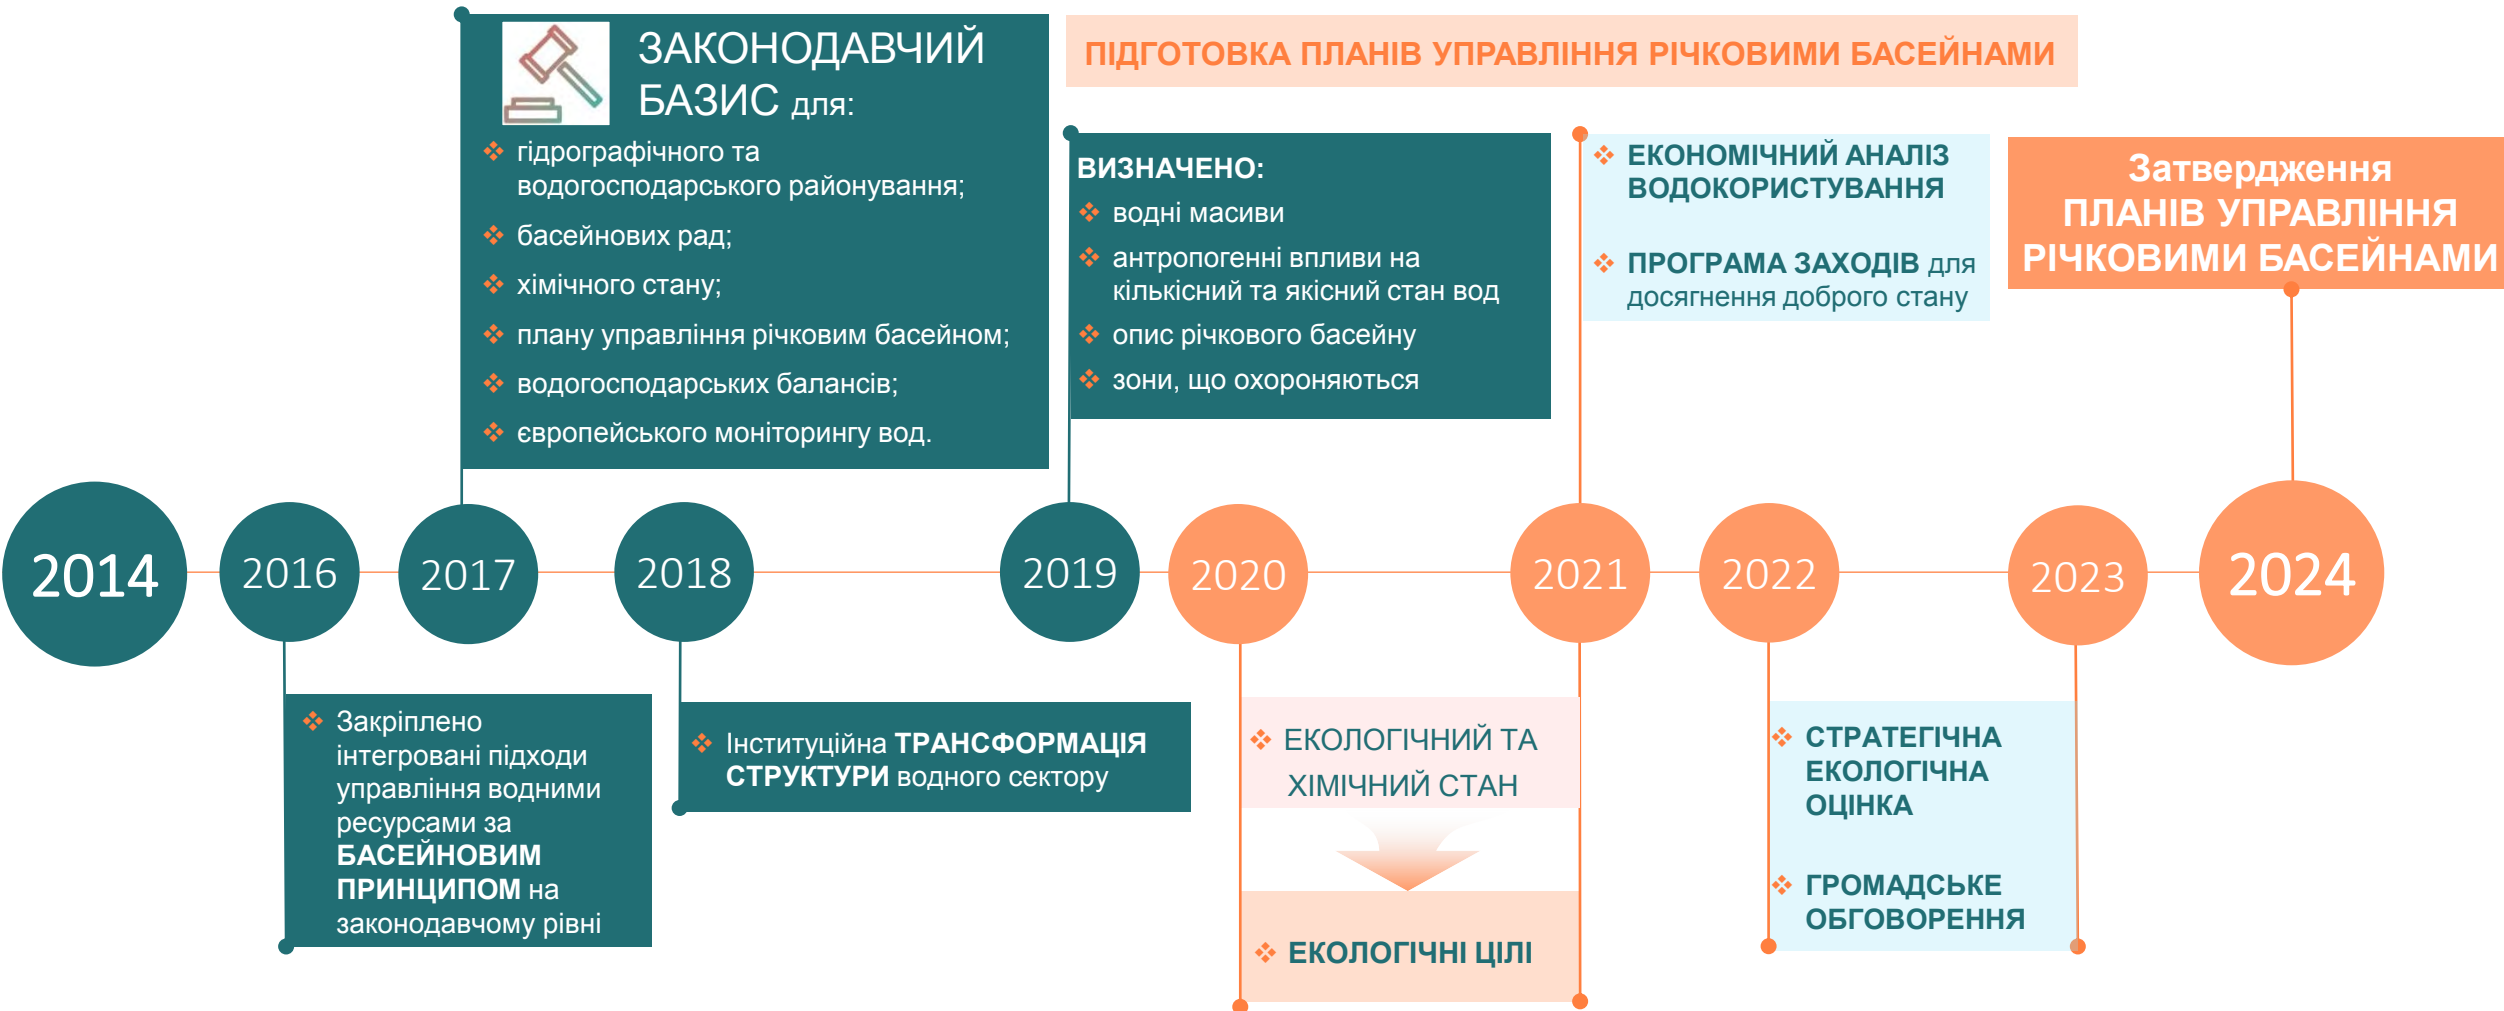 ЗАКОНОДАВЧИЙ
БАЗИС для:
гідрографічного та
водогосподарського районування;
басейнових рад;
хімічного стану;
плану управління річковим басейном;
водогосподарських балансів;
європейського моніторингу вод.
ПІДГОТОВКА ПЛАНІВ УПРАВЛІННЯ РІЧКОВИМИ БАСЕЙНАМИ
ВИЗНАЧЕНО:
водні масиви
антропогенні впливи на
кількісний та якісний стан вод
опис річкового басейну
зони, що охороняються
ЕКОНОМІЧНИЙ АНАЛІЗ
ВОДОКОРИСТУВАННЯ
ПРОГРАМА ЗАХОДІВ для
досягнення доброго стану
Затвердження
ПЛАНІВ УПРАВЛІННЯ
РІЧКОВИМИ БАСЕЙНАМИ
2014
2016
2017
2018
2019
2020
2021
2022
2023
2024
Закріплено
інтегровані підходи
управління водними
ресурсами за
БАСЕЙНОВИМ
ПРИНЦИПОМ на
законодавчому рівні
Інституційна ТРАНСФОРМАЦІЯ
СТРУКТУРИ водного сектору
ЕКОЛОГІЧНИЙ ТА
ХІМІЧНИЙ СТАН
ЕКОЛОГІЧНІ ЦІЛІ
СТРАТЕГІЧНА
ЕКОЛОГІЧНА
ОЦІНКА
ГРОМАДСЬКЕ
ОБГОВОРЕННЯ